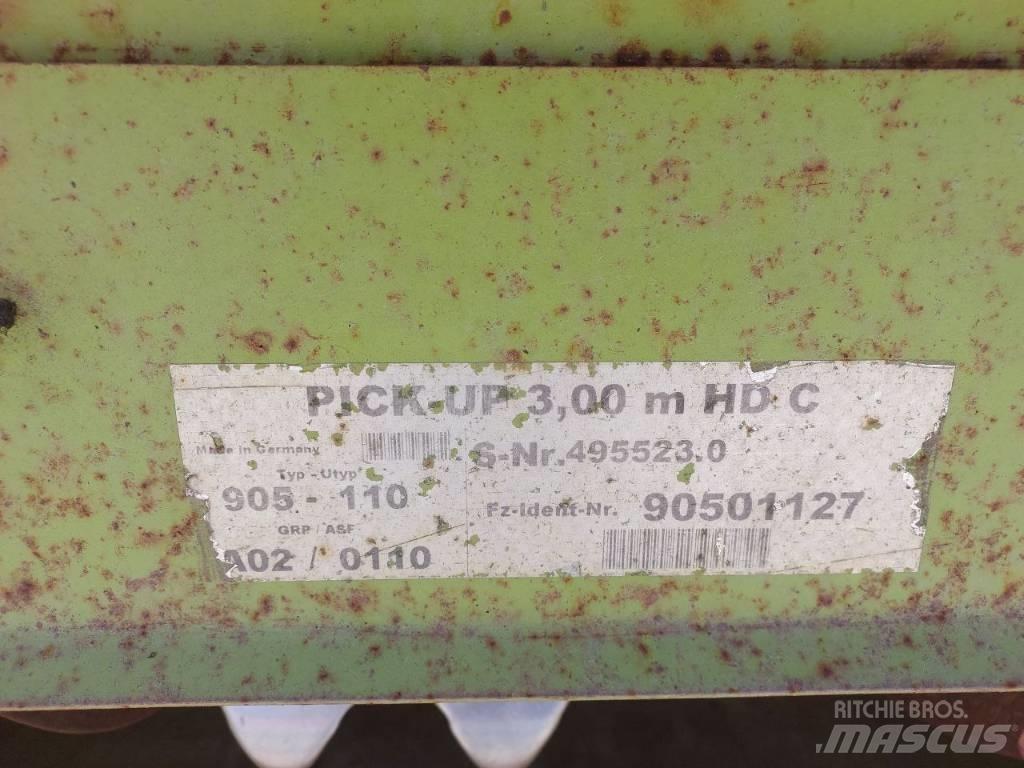 PICK UP 3,00 m HD C
Made in Germany
S-Nr.495523.0
Typ - Utyp
905 - 110
Fz-Ident-Nr. 90501127
GRP / ASF
A02 / 0110
RITCHIE BROS.
MASCUS